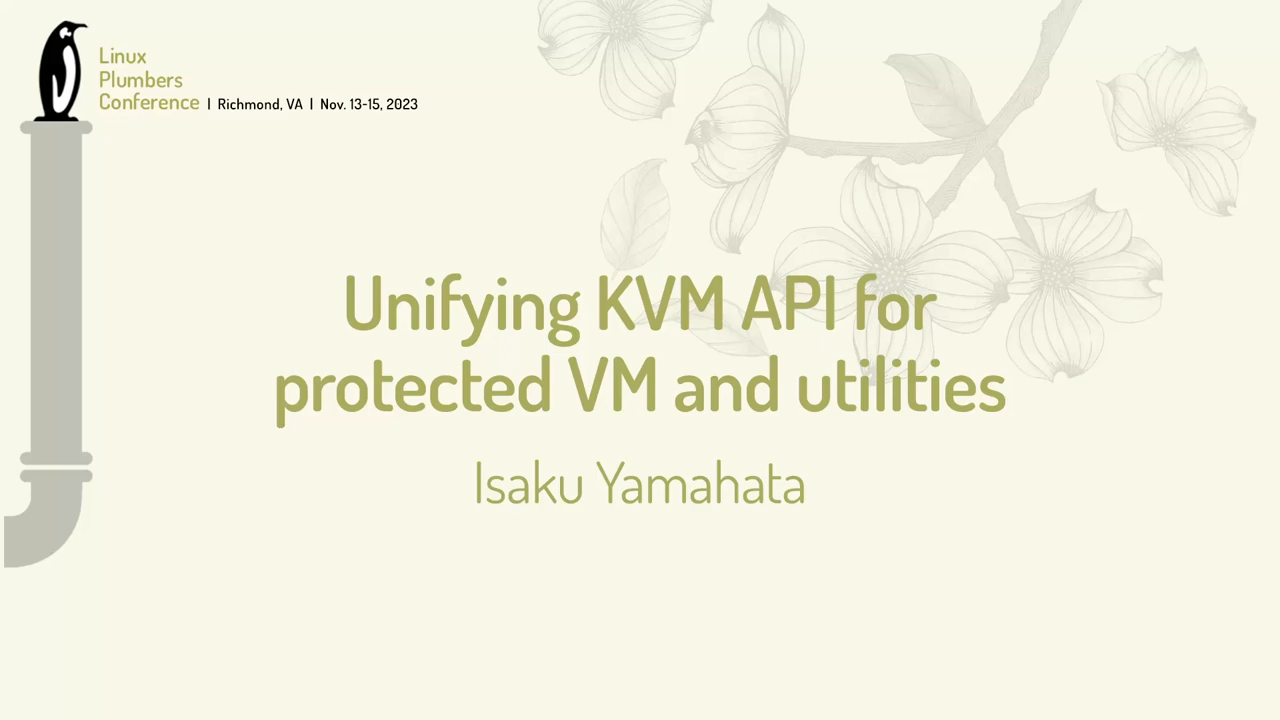 Linux
Plumbers
Conference | Richmond, VA | Nov. 13-15, 2023
Unifying KVM API for
protected VM and utilities
Isaku Yamahata